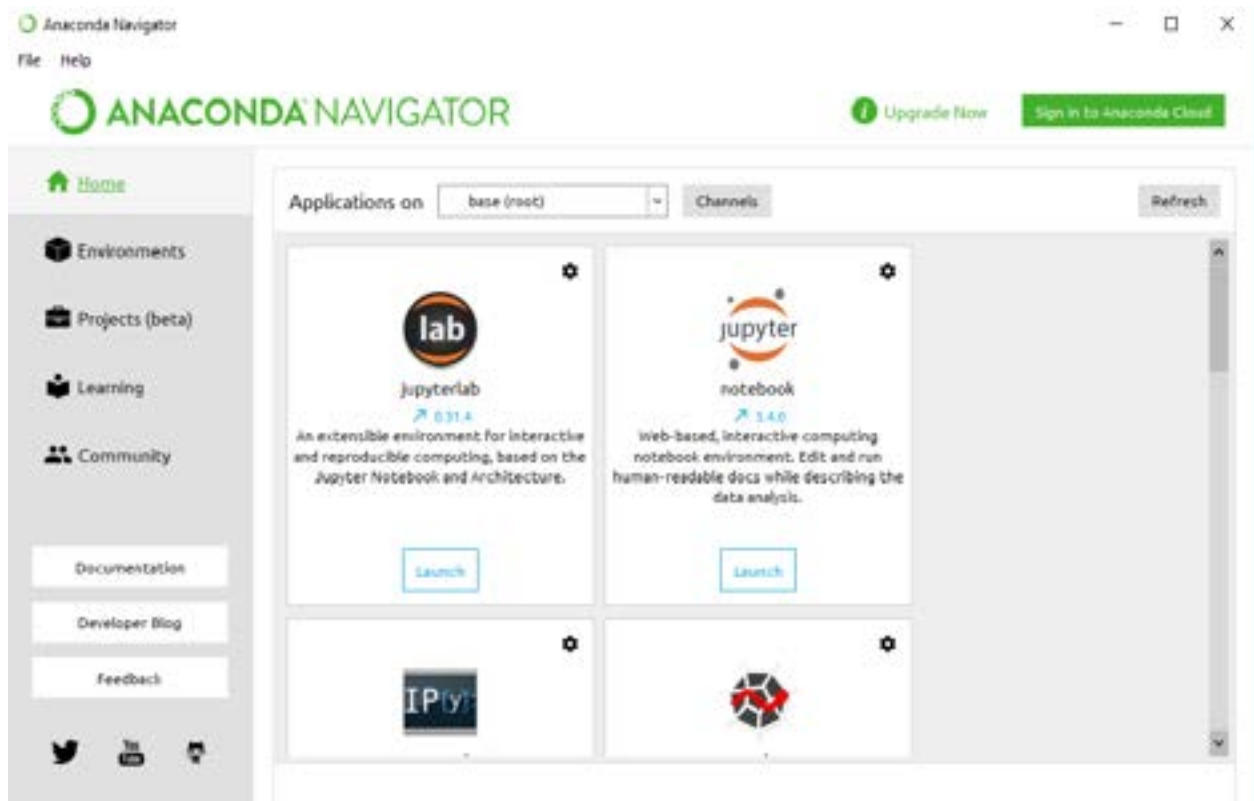 Anaconda Navigator
File Help
ANACONDA NAVIGATOR
Upgrade Now
Sign in to Anaconda Cloud
Home
Environments
Projects (beta)
Learning
Community
Documentation
Developer Blog
Feedback
You
Tube
Applications on base (root) Channels Refresh
lab
jupyterlab
0.31.4
An extensible environment for interactive
and reproducible computing, based on the
Jupyter Notebook and Architecture.
Launch
jupyter
notebook
5.4.0
Web-based, interactive computing
notebook environment. Edit and run
human-readable docs while describing the
data analysis.
Launch
IP[y]: